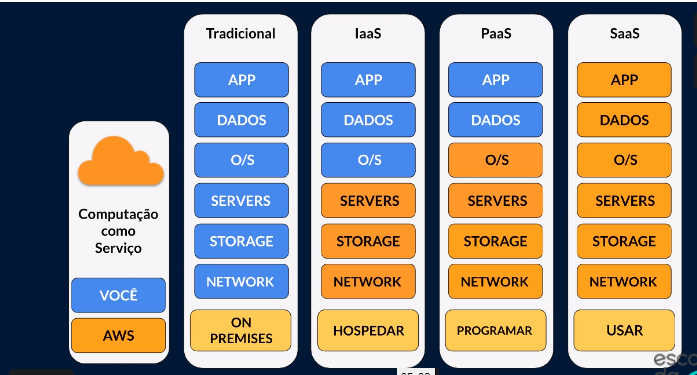 Computação
como
Serviço
VOCÊ
AWS
Tradicional
APP
DADOS
O/S
SERVERS
STORAGE
NETWORK
ON
PREMISES
IaaS
APP
DADOS
O/S
SERVERS
STORAGE
NETWORK
HOSPEDAR
PaaS
APP
DADOS
O/S
SERVERS
STORAGE
NETWORK
PROGRAMAR
SaaS
APP
DADOS
O/S
SERVERS
STORAGE
NETWORK
USAR